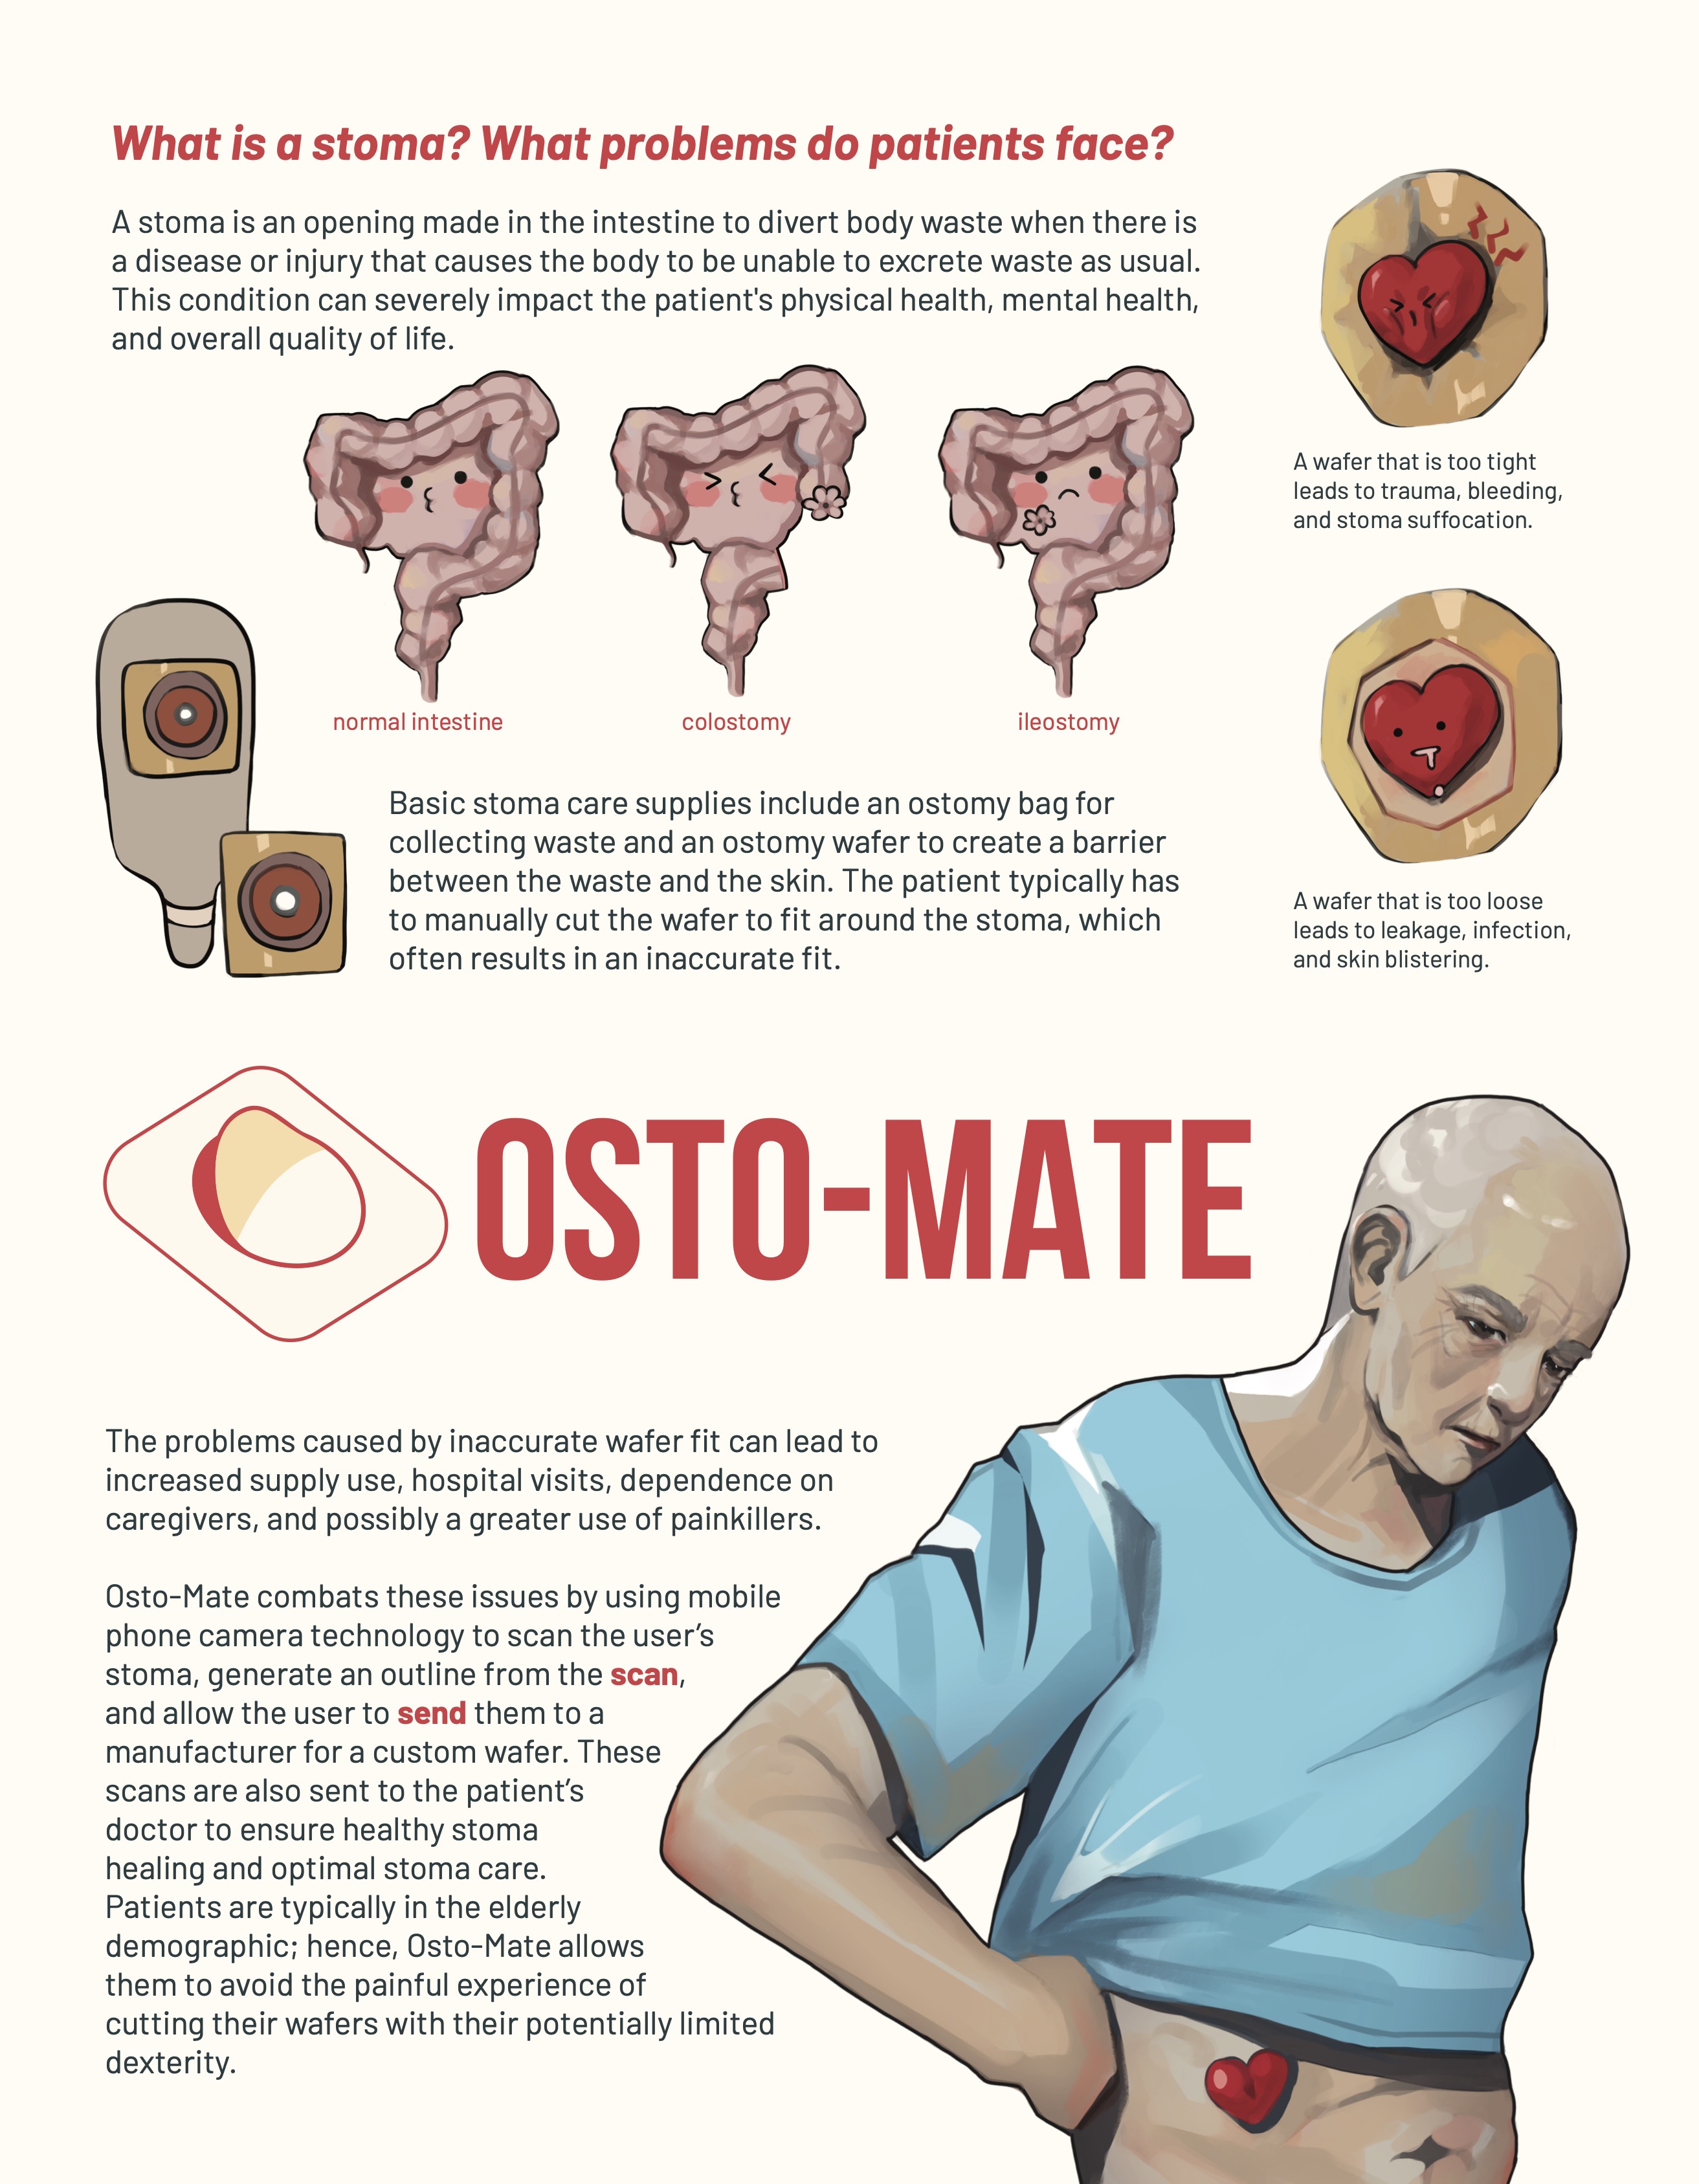 What is a stoma? What problems do patients face?
A stoma is an opening made in the intestine to divert body waste when there is
a disease or injury that causes the body to be unable to excrete waste as usual.
This condition can severely impact the patient's physical health, mental health,
and overall quality of life.
A wafer that is too tight
leads to trauma, bleeding,
and stoma suffocation.
normal intestine
colostomy
ileostomy
Basic stoma care supplies include an ostomy bag for
collecting waste and an ostomy wafer to create a barrier
between the waste and the skin. The patient typically has
to manually cut the wafer to fit around the stoma, which
often results in an inaccurate fit.
A wafer that is too loose
leads to leakage, infection,
and skin blistering.
OSTO-MATE
The problems caused by inaccurate wafer fit can lead to
increased supply use, hospital visits, dependence on
caregivers, and possibly a greater use of painkillers.
Osto-Mate combats these issues by using mobile
phone camera technology to scan the user’s
stoma, generate an outline from the scan,
and allow the user to send them to a
manufacturer for a custom wafer. These
scans are also sent to the patient’s
doctor to ensure healthy stoma
healing and optimal stoma care.
Patients are typically in the elderly
demographic; hence, Osto-Mate allows
them to avoid the painful experience of
cutting their wafers with their potentially limited
dexterity.